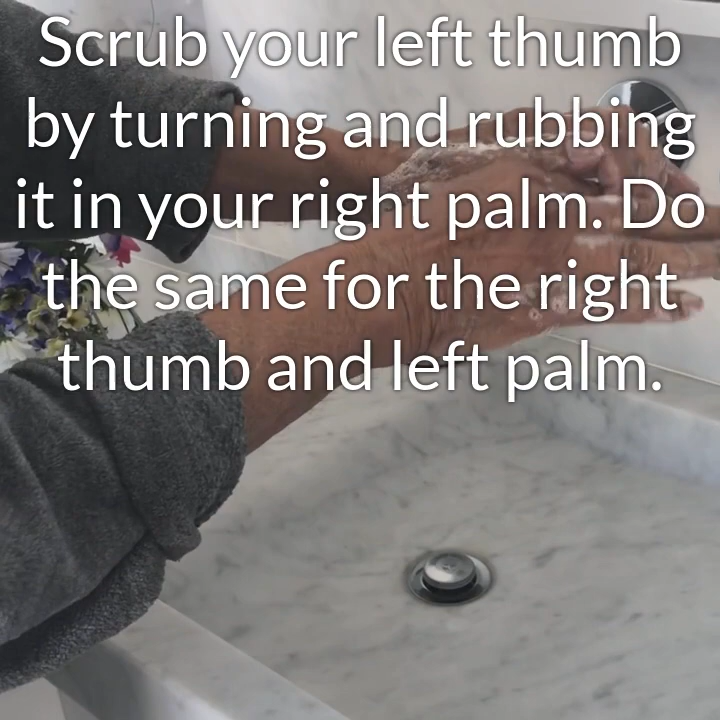 Scrub your left thumb
by turning and rubbing
it in your right palm. Do
the same for the right
thumb and left palm.